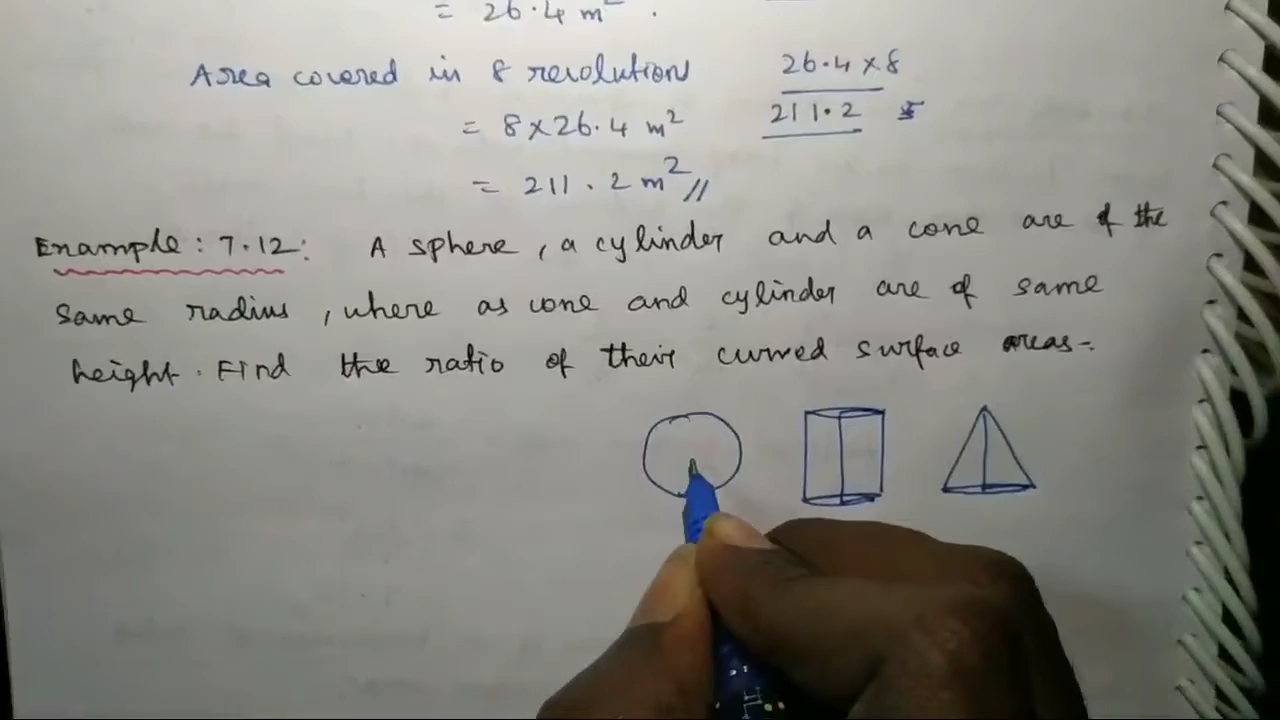 = 26.4 m².
Area covered in 8 revolutions 26.4 × 8
= 8 × 26.4 m² 211.2
= 211.2 m² //
Example: 7.12: A sphere, a cylinder and a cone are of the
same radius, where as cone and cylinder are of same
height. Find the ratio of their curved surface areas.